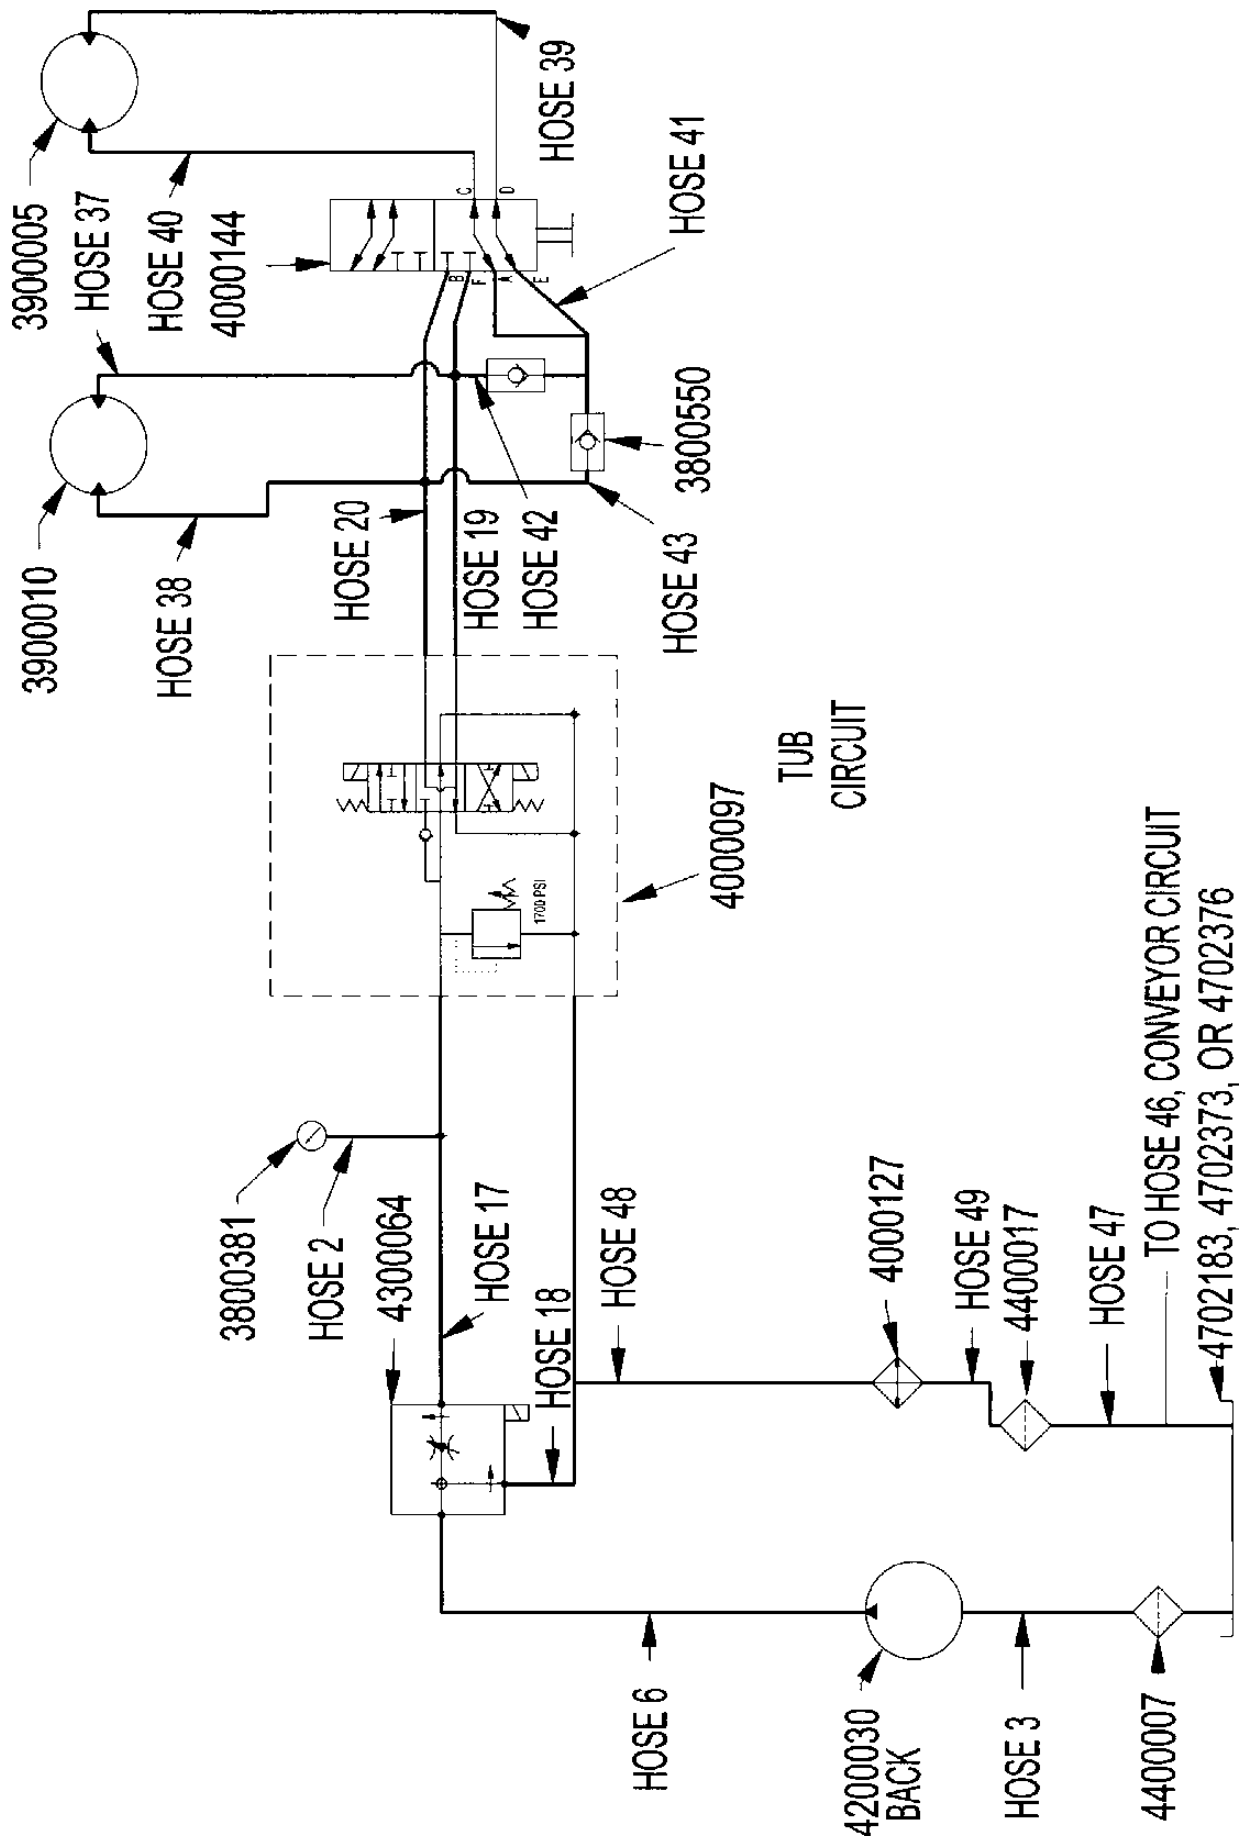 3900005
HOSE 37
HOSE 40
4000144
HOSE 39
HOSE 41
C
D
B
F
A
E
3900010
HOSE 38
HOSE 20
HOSE 19
HOSE 42
HOSE 43
3800550
1700 PSI
4000097
TUB
CIRCUIT
3800381
HOSE 2
4300064
HOSE 17
HOSE 18
HOSE 48
4000127
HOSE 49
4400017
HOSE 47
TO HOSE 46, CONVEYOR CIRCUIT
4702183, 4702373, OR 4702376
HOSE 6
4200030
BACK
HOSE 3
4400007